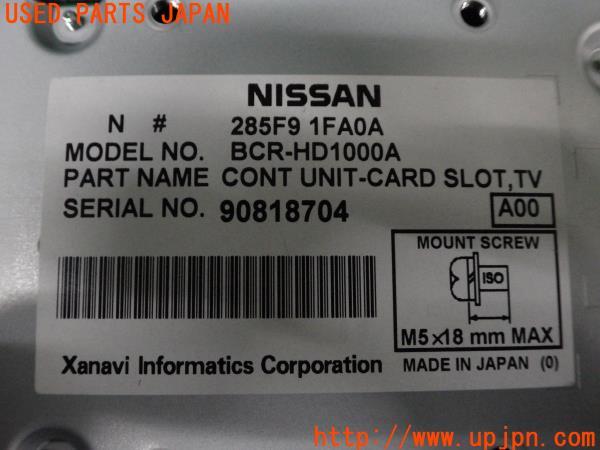 USED PARTS JAPAN
NISSAN
N # 285F9 1FA0A
MODEL NO. BCR-HD1000A
PART NAME CONT UNIT-CARD SLOT,TV
SERIAL NO. 90818704
A00
MOUNT SCREW
ISO
M5×18 mm MAX
Xanavi Informatics Corporation
MADE IN JAPAN (0)
UPJ http://www.upjpn.com